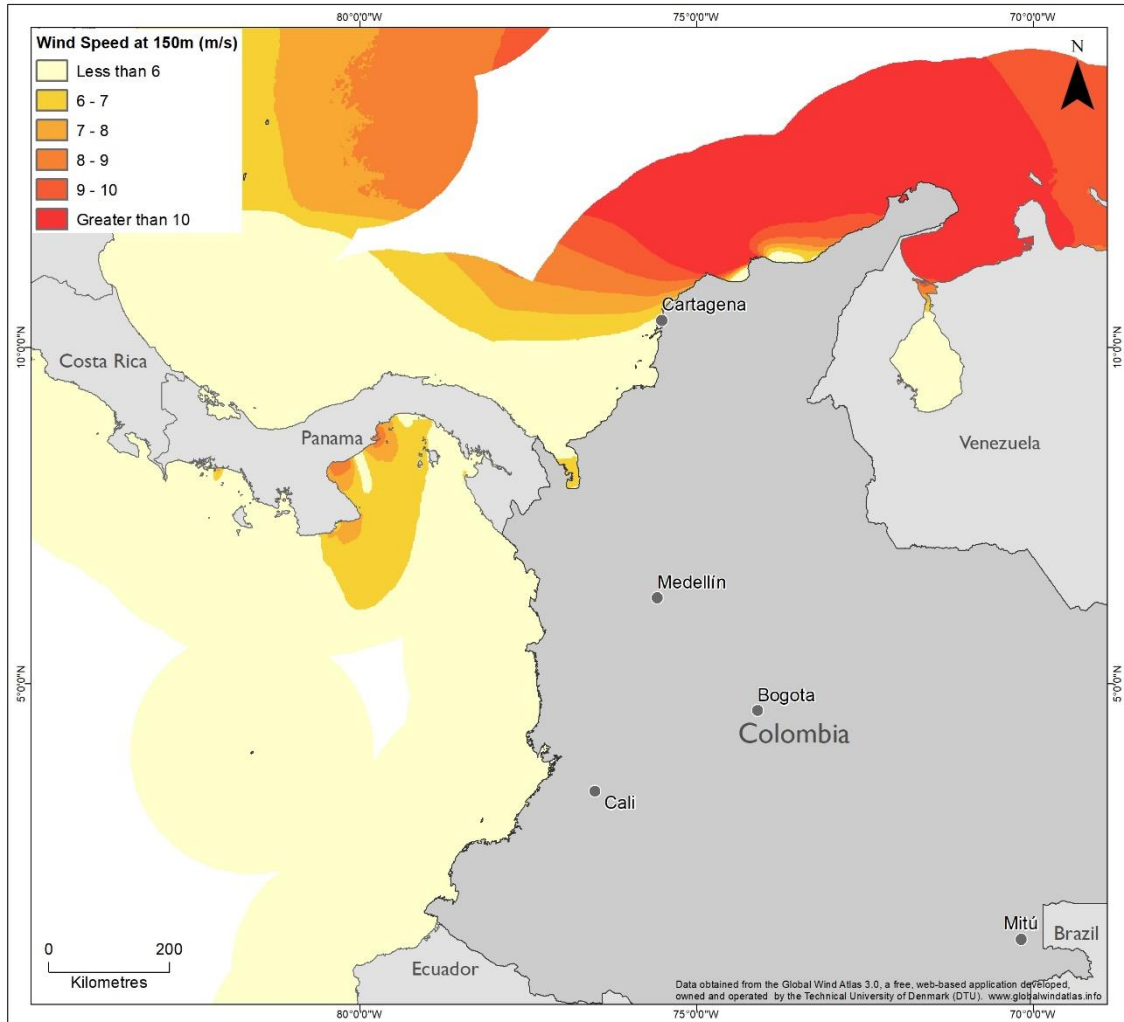 80°0'0"W 75°0'0"W 70°0'0"W
Wind Speed at 150m (m/s)
Less than 6
6 - 7
7 - 8
8 - 9
9 - 10
Greater than 10
N
Cartagena
10°0'0"N
10°0'0"N
Costa Rica
Panama
Venezuela
Medellín
5°0'0"N
5°0'0"N
Bogota
Colombia
Cali
Mitú
Brazil
0 200
Kilometres
Ecuador
Data obtained from the Global Wind Atlas 3.0, a free, web-based application developed,
owned and operated by the Technical University of Denmark (DTU). www.globalwindatlas.info
80°0'0"W 75°0'0"W 70°0'0"W